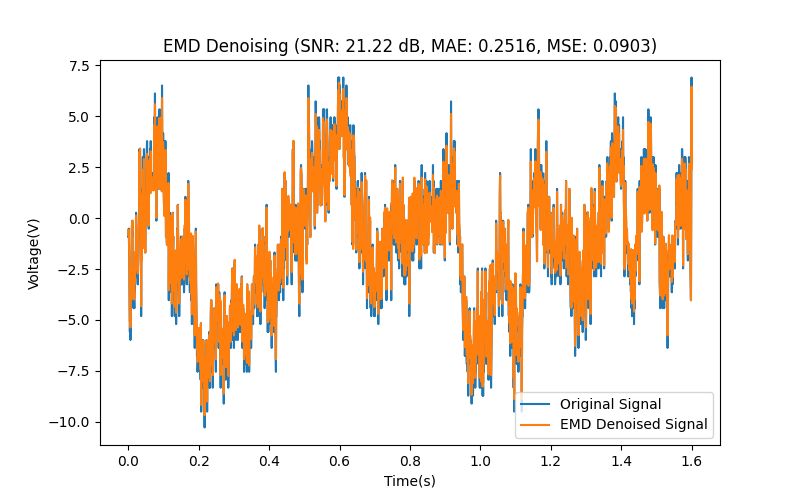 EMD Denoising (SNR: 21.22 dB, MAE: 0.2516, MSE: 0.0903)
7.5
5.0
2.5
0.0
−2.5
−5.0
−7.5
−10.0
Voltage(V)
Original Signal
EMD Denoised Signal
0.0 0.2 0.4 0.6 0.8 1.0 1.2 1.4 1.6
Time(s)